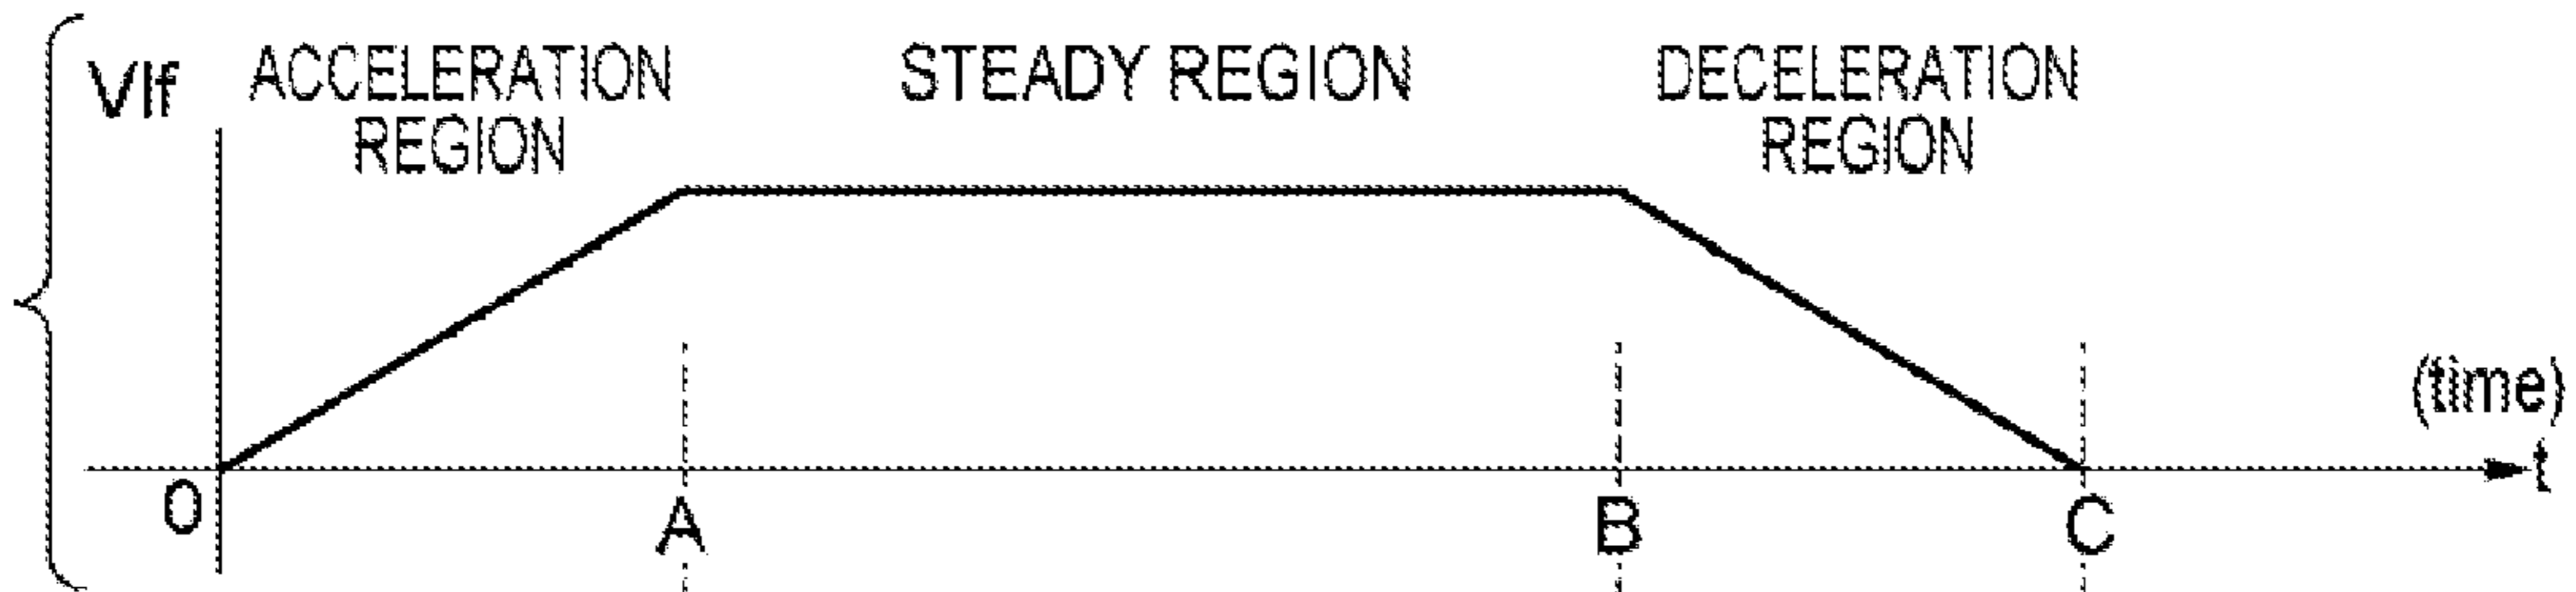 Vlf
ACCELERATION
REGION
STEADY REGION
DECELERATION
REGION
(time)
t
0
A
B
C